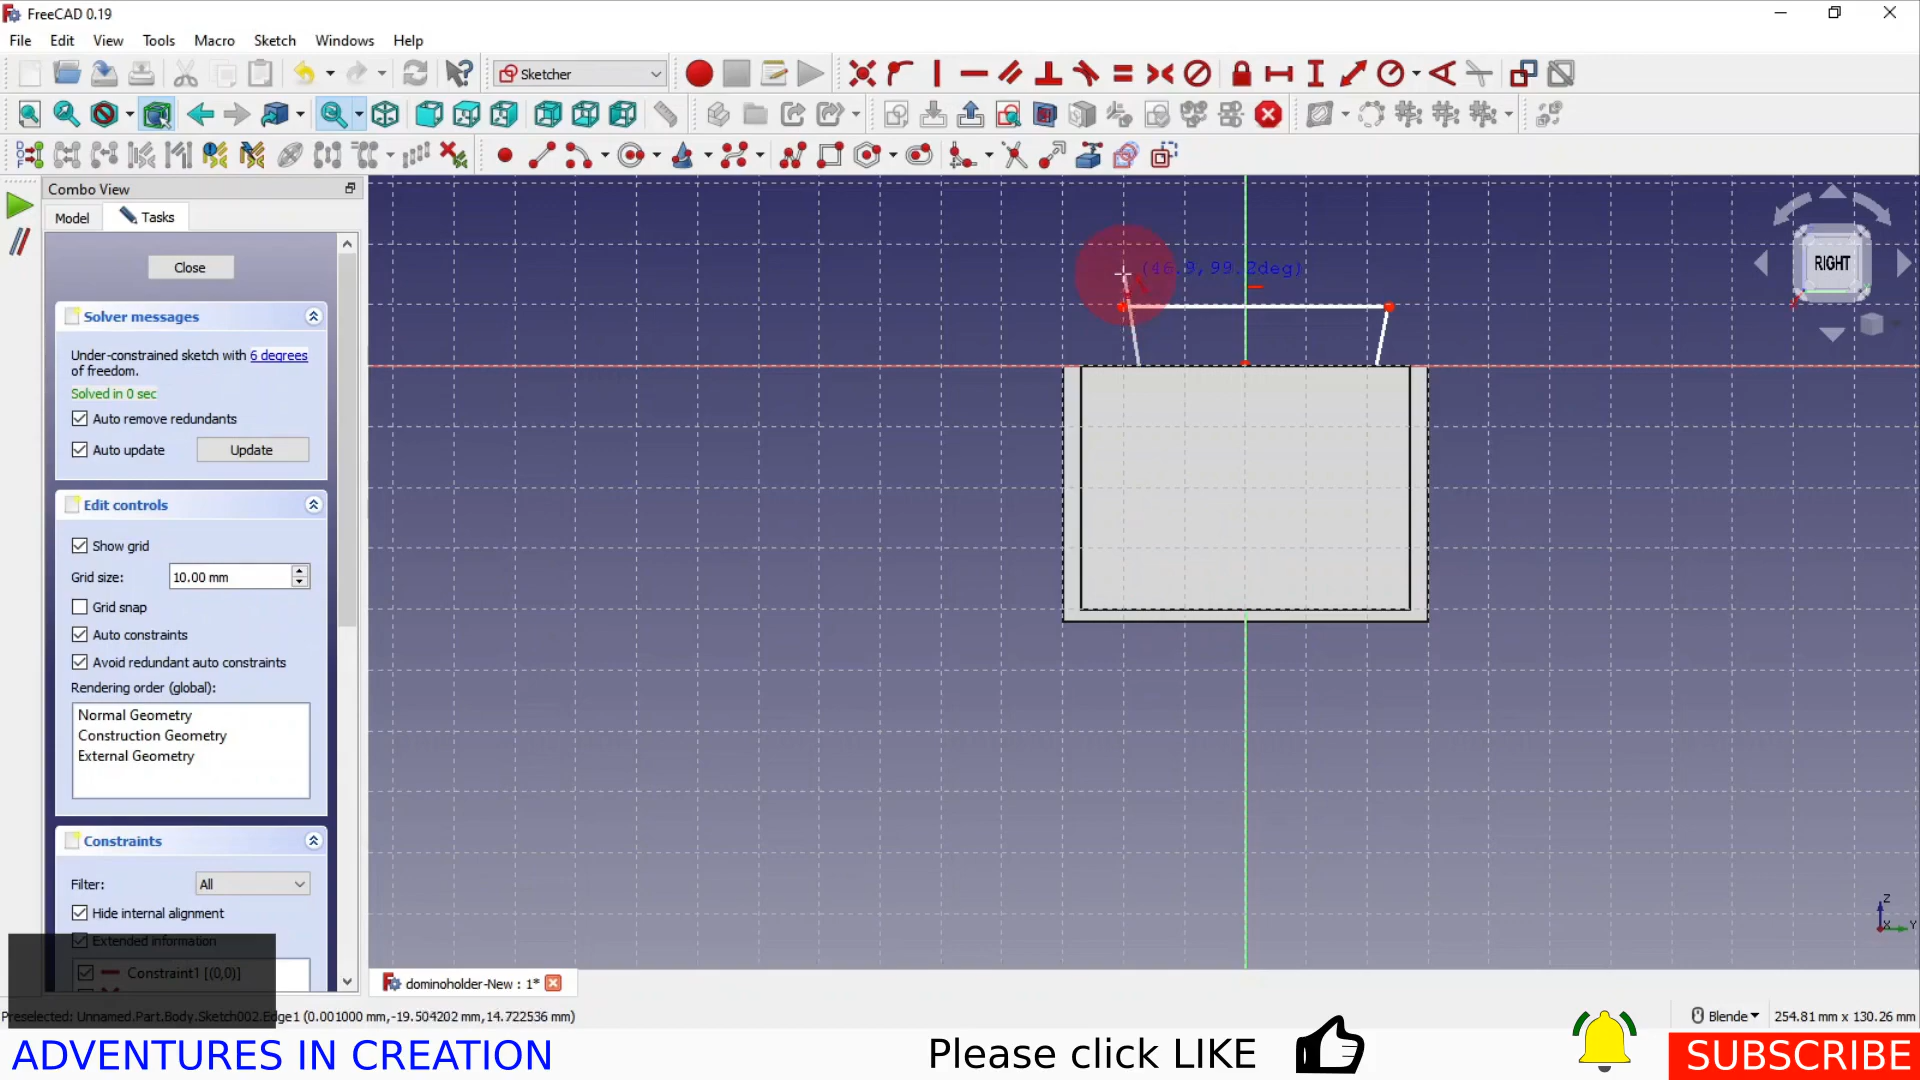 FreeCAD 0.19
File Edit View Tools Macro Sketch Windows Help
Sketcher
Combo View
Model Tasks
Close
Solver messages
Under-constrained sketch with 6 degrees
of freedom.
Solved in 0 sec
Auto remove redundants
Auto update Update
Edit controls
Show grid
Grid size: 10.00 mm
Grid snap
Auto constraints
Avoid redundant auto constraints
Rendering order (global):
Normal Geometry
Construction Geometry
External Geometry
Constraints
Filter: All
Hide internal alignment
Extended information
Constraint1 [(0,0)]
(46.9,99.2deg)
RIGHT
Z
X Y
dominoholder-New : 1*
Preselected: Unnamed.Part.Body.Sketch002.Edge1 (0.001000 mm,-19.504202 mm,14.722536 mm)
Blende 254.81 mm x 130.26 mm
ADVENTURES IN CREATION
Please click LIKE
SUBSCRIBE